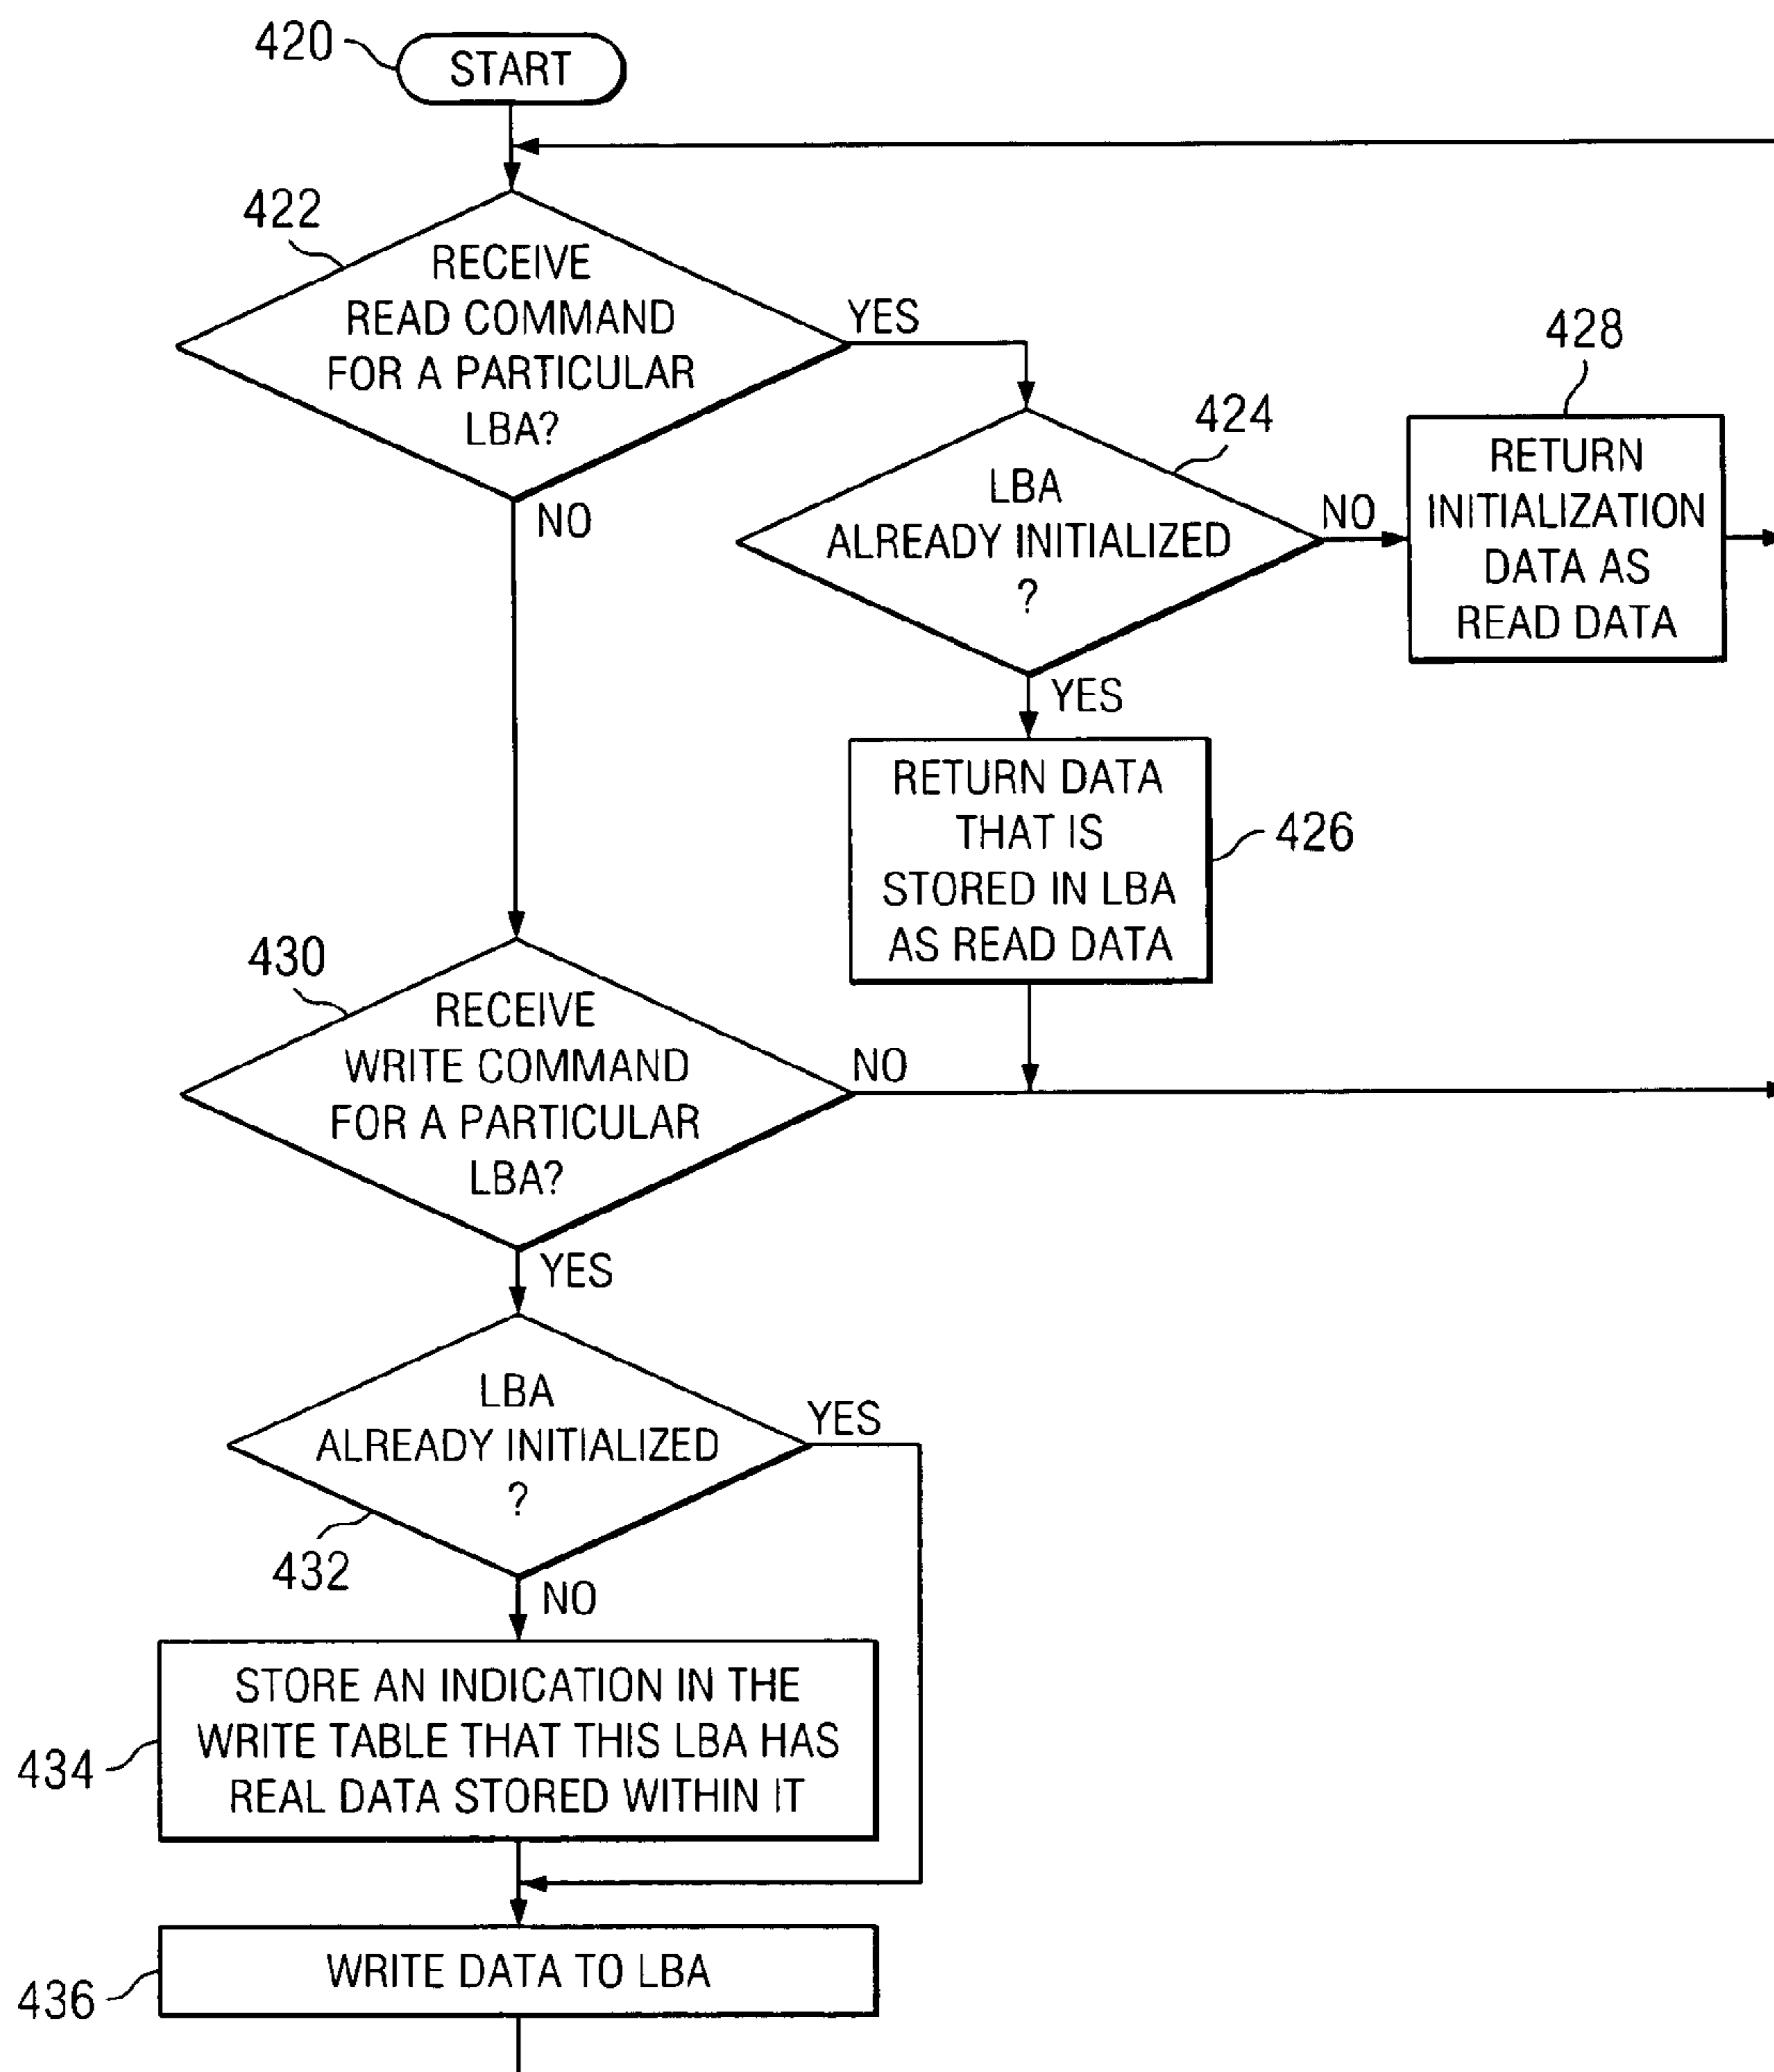 420
START
422
RECEIVE
READ COMMAND
FOR A PARTICULAR
LBA?
YES
NO
424
LBA
ALREADY INITIALIZED
?
NO
YES
428
RETURN
INITIALIZATION
DATA AS
READ DATA
RETURN DATA
THAT IS
STORED IN LBA
AS READ DATA
426
430
RECEIVE
WRITE COMMAND
FOR A PARTICULAR
LBA?
NO
YES
LBA
ALREADY INITIALIZED
?
YES
432
NO
STORE AN INDICATION IN THE
WRITE TABLE THAT THIS LBA HAS
REAL DATA STORED WITHIN IT
434
WRITE DATA TO LBA
436